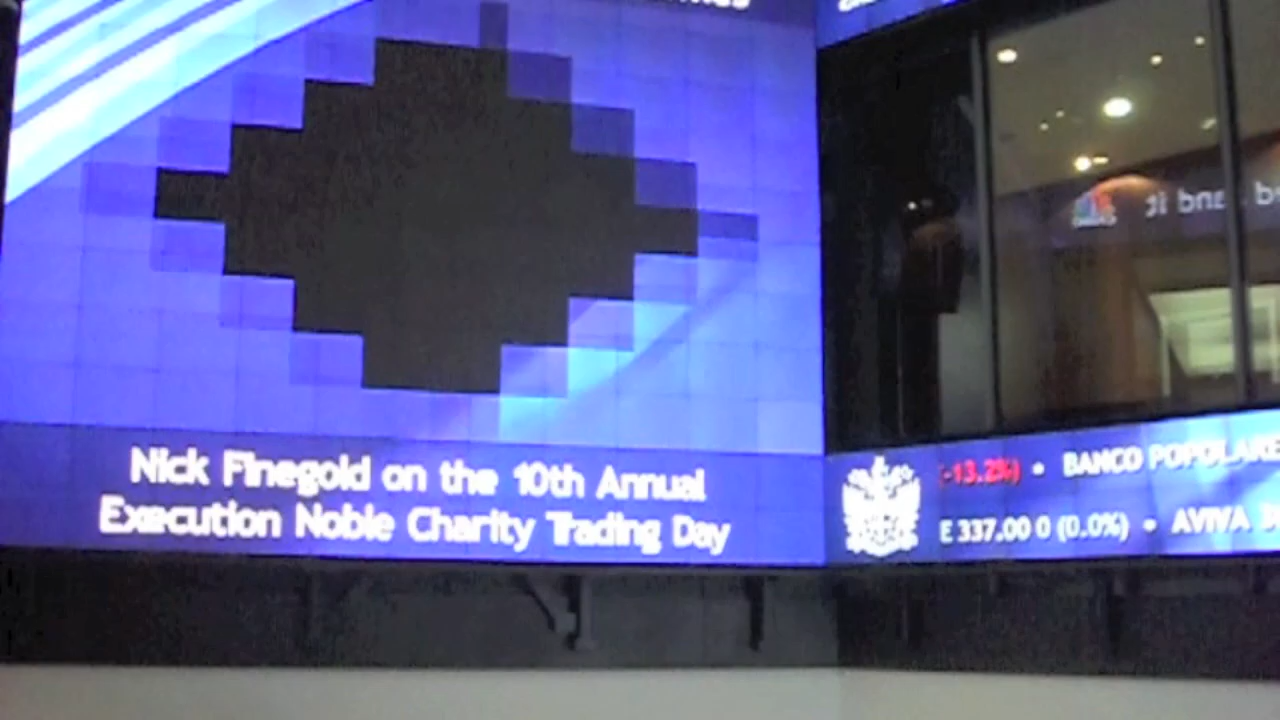 Nick Finegold on the 10th Annual
Execution Noble Charity Trading Day
(-13.2%) • BANCO POPOLARE
E 337.00 0 (0.0%) • AVIVA